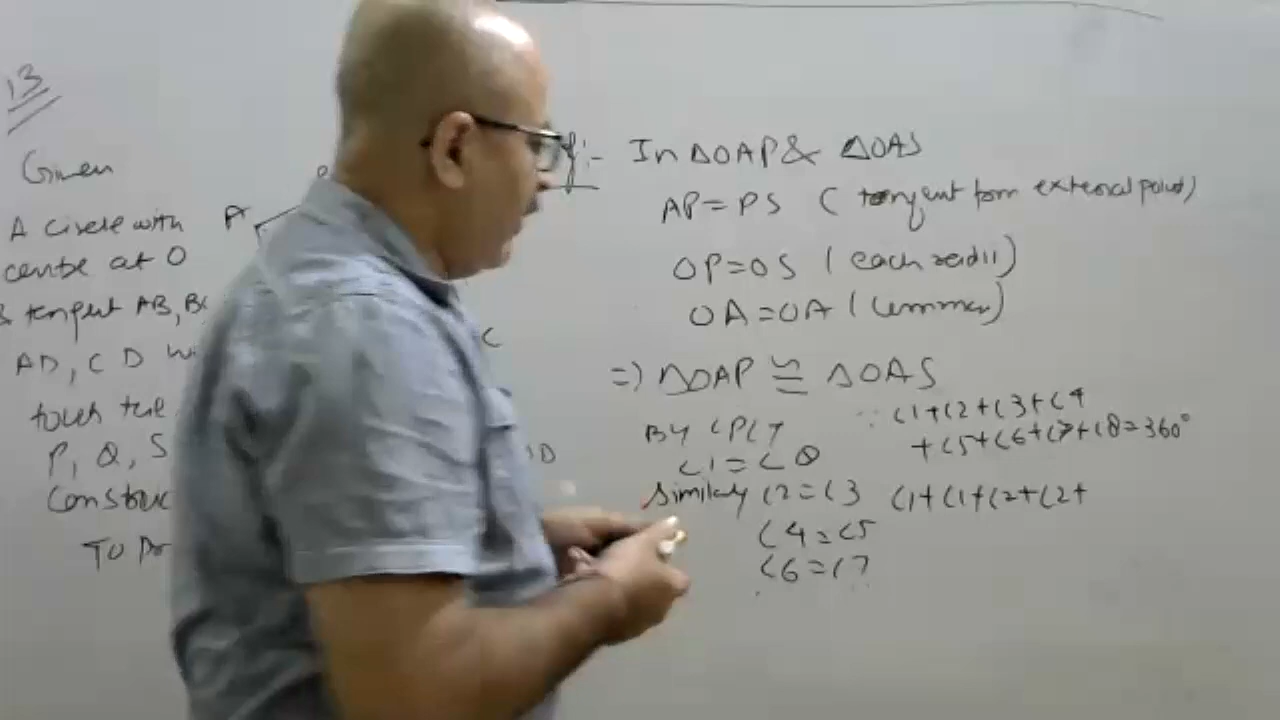 13
Given
A circle with
centre at O
& tangent AB, BC
AD, CD wi
touch the
P, Q, S
Construc
TO Pr
A
C
D
f:- In ΔOAP & ΔOAS
AP = PS ( tangent from external point)
OP = OS ( each radii )
OA = OA ( common )
=) ΔOAP ≅ ΔOAS
BY CPCT
∠1 = ∠8
Similarly ∠2 = ∠3
∠4 = ∠5
∠6 = ∠7
∵ ∠1+∠2+∠3+∠4
+∠5+∠6+∠7+∠8=360°
∠1+∠1+∠2+∠2+